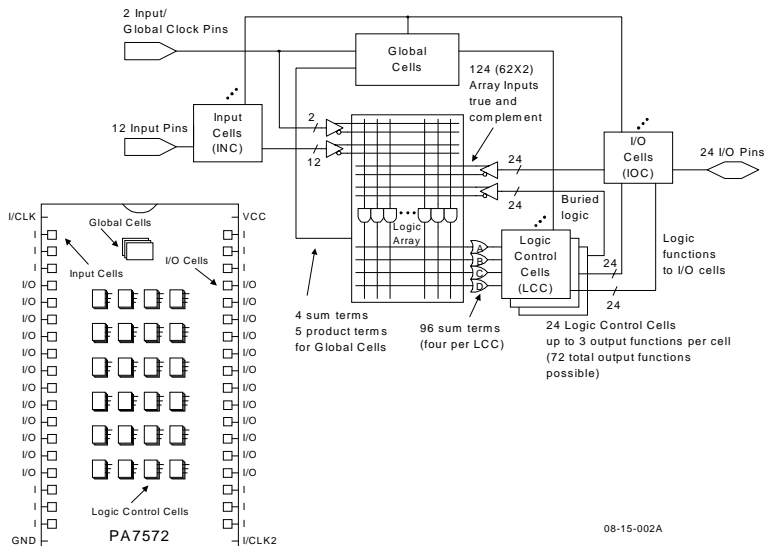 2 Input/
Global Clock Pins
Global
Cells
124 (62X2)
Array Inputs
true and
complement
12 Input Pins
Input
Cells
(INC)
2
12
24
24
I/O
Cells
(IOC)
24 I/O Pins
Buried
logic
Logic
Array
A
B
C
D
Logic
Control
Cells
(LCC)
24
24
Logic
functions
to I/O cells
4 sum terms
5 product terms
for Global Cells
96 sum terms
(four per LCC)
24 Logic Control Cells
up to 3 output functions per cell
(72 total output functions
possible)
I/CLK
I
I
I
I/O
I/O
I/O
I/O
I/O
I/O
I/O
I/O
I/O
I/O
I/O
I/O
I
I
I
GND
Global Cells
Input Cells
I/O Cells
Logic Control Cells
PA7572
VCC
I
I
I
I/O
I/O
I/O
I/O
I/O
I/O
I/O
I/O
I/O
I/O
I/O
I/O
I
I
I
I/CLK2
08-15-002A